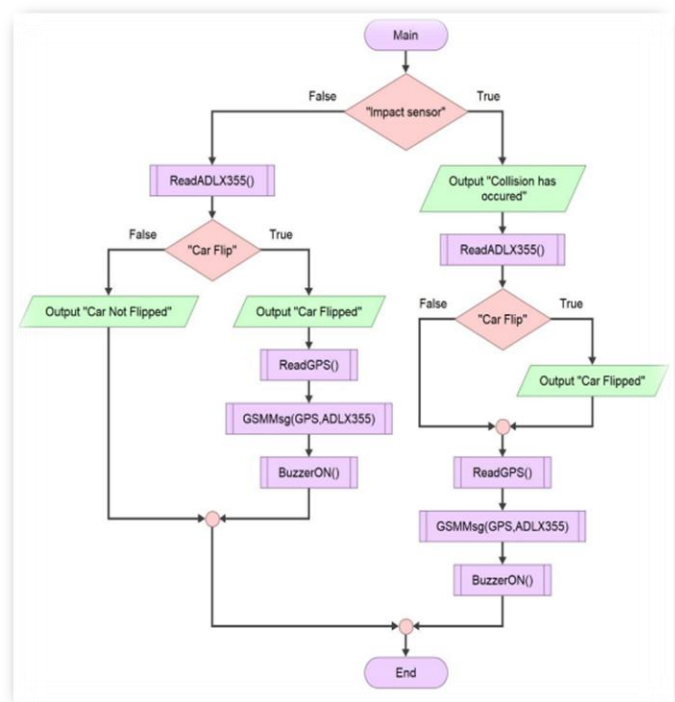 Main
False
True
"Impact sensor"
ReadADLX355()
Output "Collision has
occured"
False
True
"Car Flip"
ReadADLX355()
Output "Car Not Flipped"
Output "Car Flipped"
False
True
"Car Flip"
ReadGPS()
Output "Car Flipped"
GSMMsg(GPS,ADLX355)
BuzzerON()
ReadGPS()
GSMMsg(GPS,ADLX355)
BuzzerON()
End